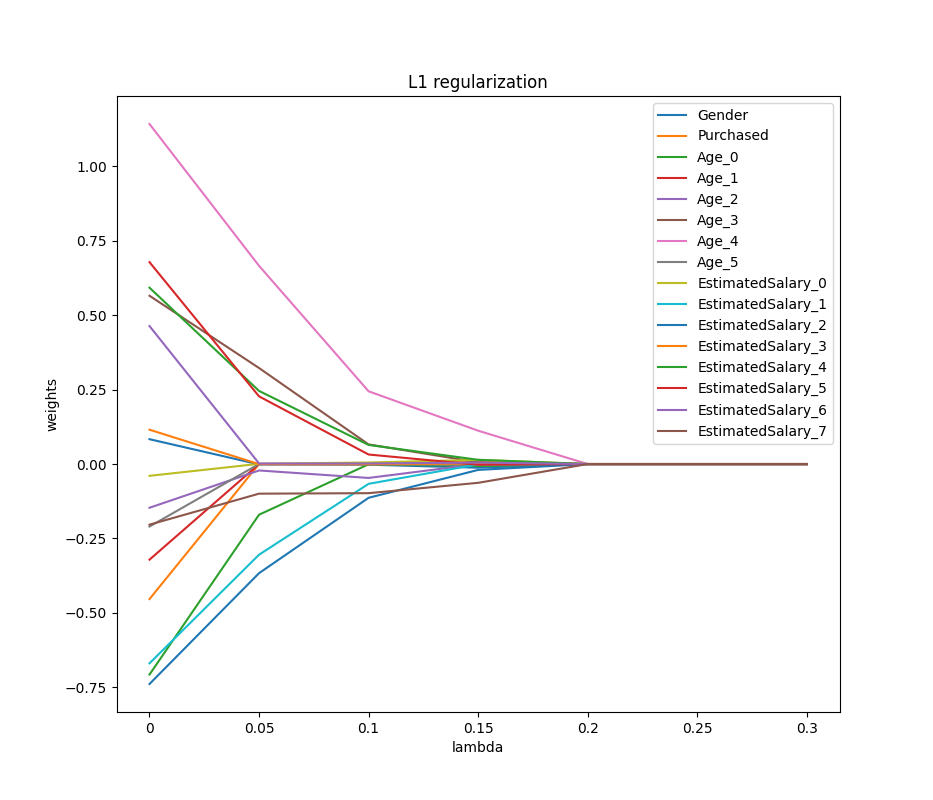 L1 regularization
Gender
Purchased
Age_0
Age_1
Age_2
Age_3
Age_4
Age_5
EstimatedSalary_0
EstimatedSalary_1
EstimatedSalary_2
EstimatedSalary_3
EstimatedSalary_4
EstimatedSalary_5
EstimatedSalary_6
EstimatedSalary_7
weights
1.00
0.75
0.50
0.25
0.00
−0.25
−0.50
−0.75
0 0.05 0.1 0.15 0.2 0.25 0.3
lambda